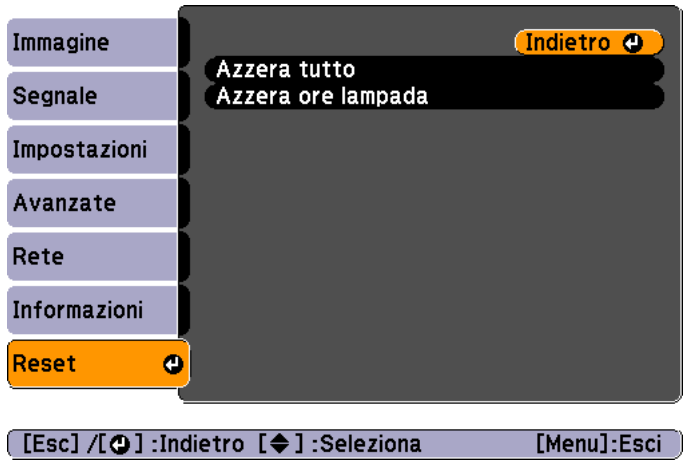 Immagine
Segnale
Impostazioni
Avanzate
Rete
Informazioni
Reset
Indietro
Azzera tutto
Azzera ore lampada
[Esc] /[ ] :Indietro [ ] :Seleziona [Menu]:Esci